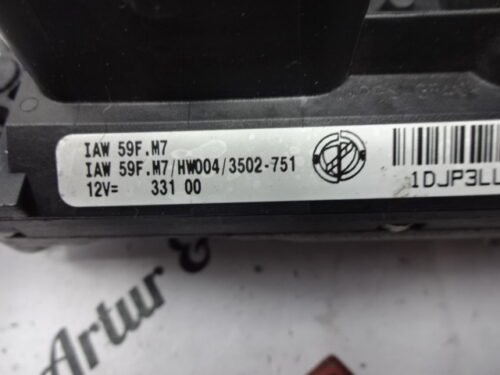 IAW 59F.M7
IAW 59F.M7/HW004/3502-751
12V= 331 00
1DJP3LL
Artur